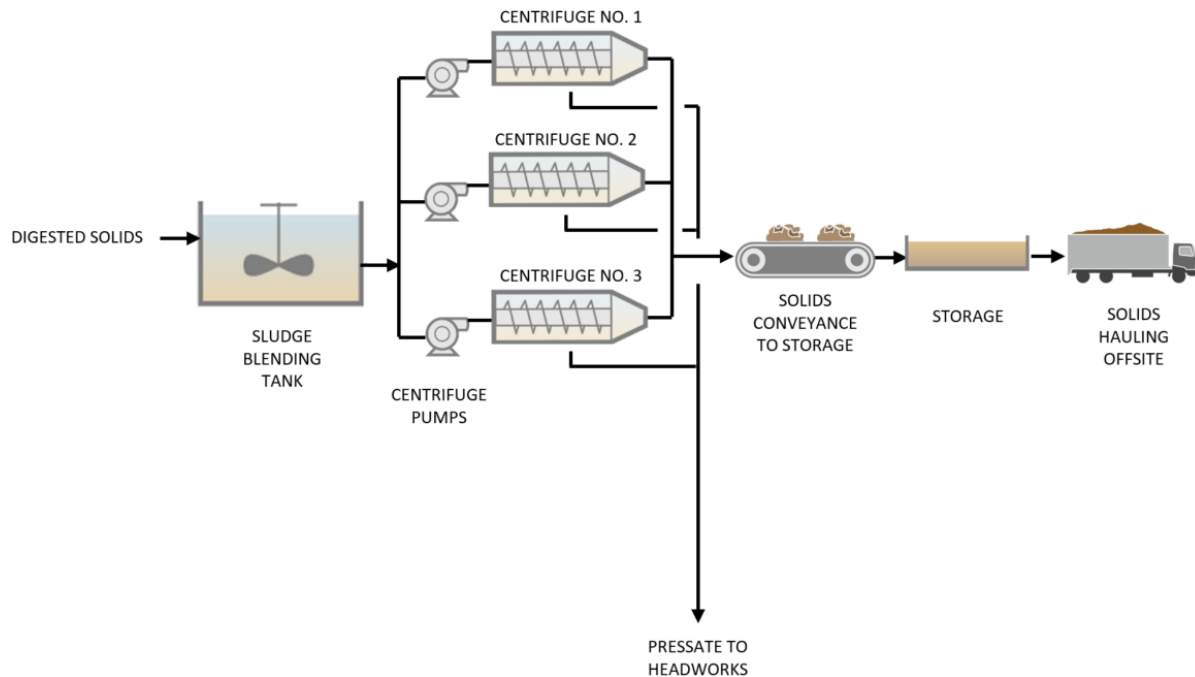 CENTRIFUGE NO. 1
CENTRIFUGE NO. 2
DIGESTED SOLIDS
CENTRIFUGE NO. 3
SLUDGE
BLENDING
TANK
CENTRIFUGE
PUMPS
SOLIDS
CONVEYANCE
TO STORAGE
STORAGE
SOLIDS
HAULING
OFFSITE
PRESSATE TO
HEADWORKS